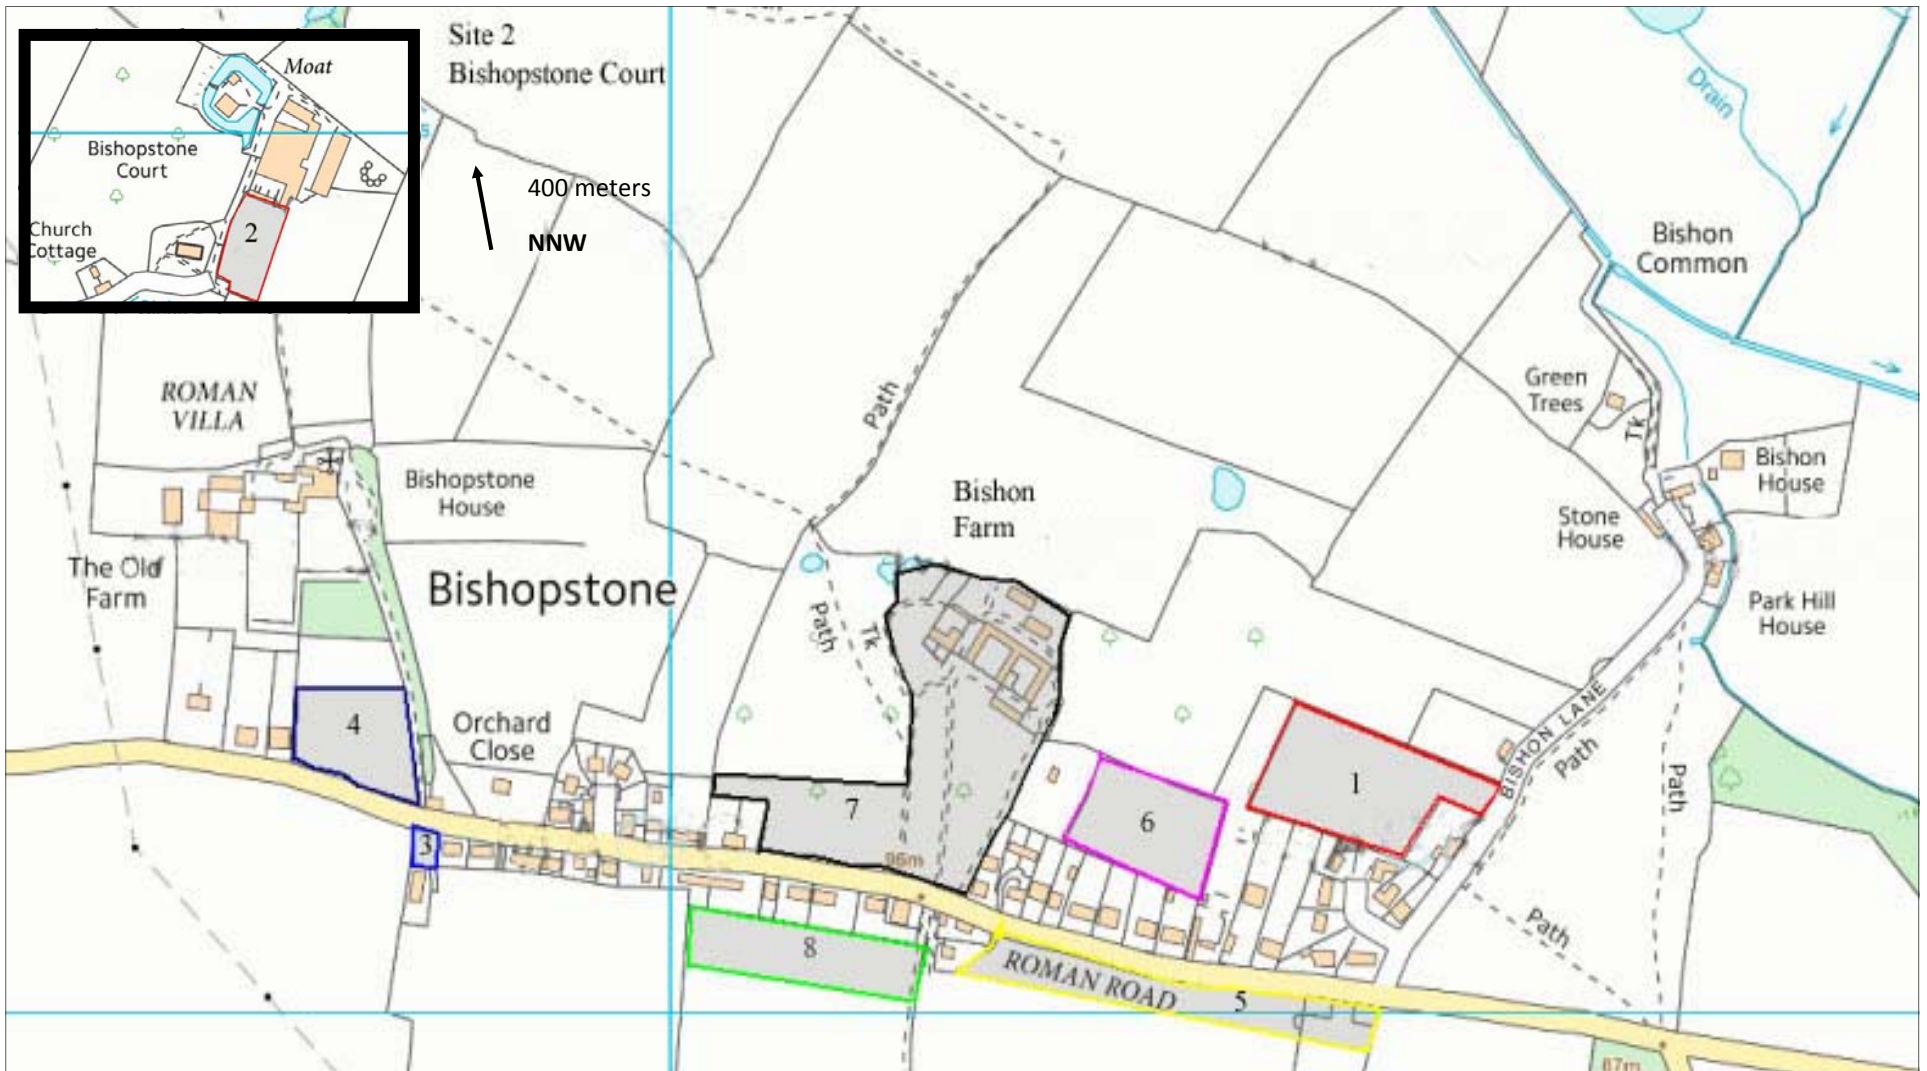 Site 2
Bishopstone Court
Moat
Bishopstone
Court
Church
Cottage
2
400 meters
NNW
Drain
Bishon
Common
Green
Trees
Tk
Bishon
House
Stone
House
Park Hill
House
ROMAN
VILLA
Path
Bishopstone
House
Bishon
Farm
The Old
Farm
Bishopstone
Path
Tk
4
Orchard
Close
BISHON LANE
Path
Path
1
7
6
3
96m
8
Path
ROMAN ROAD
5
87m